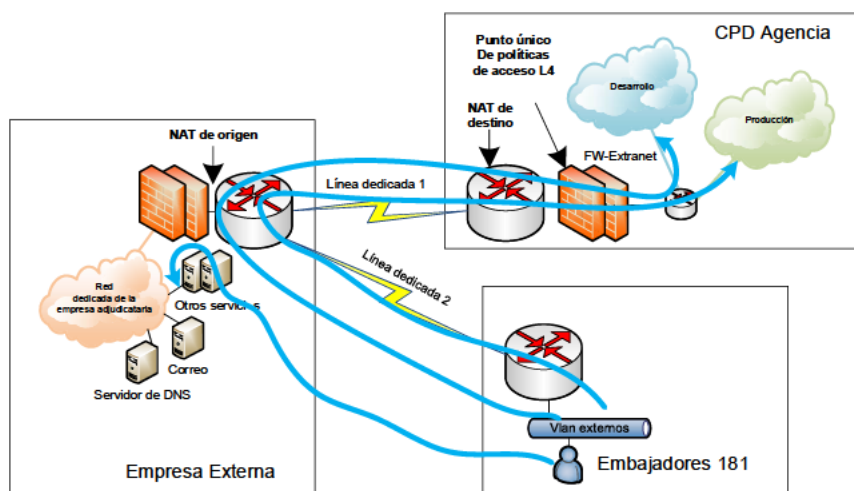 CPD Agencia
Punto único
De políticas
de acceso L4
Desarrollo
Producción
NAT de
destino
FW-Extranet
NAT de origen
Línea dedicada 1
Línea dedicada 2
Red
dedicada de la
empresa adjudicataria
Otros servicios
Correo
Servidor de DNS
Empresa Externa
Vlan externos
Embajadores 181